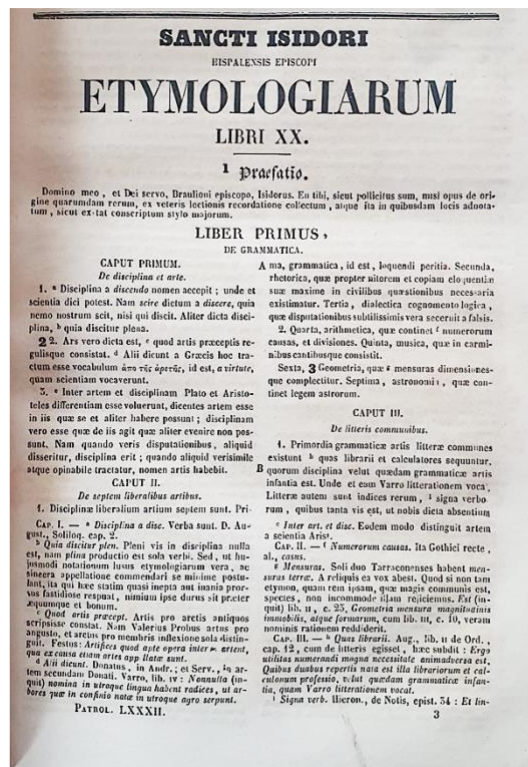 SANCTI ISIDORI
HISPALENSIS EPISCOPI
ETYMOLOGIARUM
LIBRI XX.
1 Præfatio.
Domino meo, et Dei servo, Braulioni episcopo, Isidorus. En tibi, sicut pollicitus sum, misi opus de ori-
gine quarumdam rerum, ex veteris lectionis recordatione collectum, atque ita in quibusdam locis adnota-
tum, sicut extat conscriptum stylo majorum.
LIBER PRIMUS,
DE GRAMMATICA.
CAPUT PRIMUM.
De disciplina et arte.
1. a Disciplina a discendo nomen accepit; unde et
scientia dici potest. Nam scire dictum a discere, quia
nemo nostrum scit, nisi qui discit. Aliter dicta disci-
plina, b quia discitur plena.
2 2. Ars vero dicta est, c quod artis præceptis re-
gulisque consistat. d Alii dicunt a Græcis hoc trac-
tum esse vocabulum ἀπὸ τῆς ἀρετῆς, id est, a virtute,
quam scientiam vocaverunt.
3. e Inter artem et disciplinam Plato et Aristo-
teles differentiam esse voluerunt, dicentes artem esse
in iis quæ se et aliter habere possunt; disciplinam
vero esse quæ de iis agit quæ aliter evenire non pos-
sunt. Nam quando veris disputationibus, aliquid
disseritur, disciplina erit; quando aliquid verisimile
atque opinabile tractatur, nomen artis habebit.
CAPUT II.
De septem liberalibus artibus.
1. Disciplinæ liberalium artium septem sunt. Pri-
CAP. I. — a Disciplina a disc. Verba sunt. D. Au-
gust., Soliloq. cap. 2.
b Quia discitur plen. Pleni vis in disciplina nulla
est, nam plina productio est sola verbi. Sed, ut hu-
jusmodi notationum lusus etymologiarum vera, ac
sincera appellatione commendari se minime postu-
lant, ita qui hæc statim quasi inepta aut inania pror-
sus fastidiose respuat, nimium ipse durus sit præter
æquumque et bonum.
c Quod artis præcept. Artis pro arctis antiquos
scripsisse constat. Nam Valerius Probus artus pro
angusto, et arcius pro membris inflexione sola distin-
guit. Festus: Artifices quod apte opera inter artent,
qua ex causa etiam artes appellatæ sunt.
d Alii dicunt. Donatus, in Andr.; et Serv., in ar-
tem secundam Donati. Varro, lib. IV: Nonnulla (in-
quit) nomina in utraque lingua habent radices, ut ar-
bores quæ in confinio natæ in utroque agro serpunt.
PATROL. LXXXII.
A ma, grammatica, id est, loquendi peritia. Secunda,
rhetorica, quæ propter nitorem et copiam eloquentiæ
suæ maxime in civilibus quæstionibus necessaria
existimatur. Tertia, dialectica cognomento logica,
quæ disputationibus subtilissimis vera secernit a falsis.
2. Quarta, arithmetica, quæ continet f numerorum
causas, et divisiones. Quinta, musica, quæ in carmi-
nibus cantibusque consistit.
Sexta, 3 Geometria, quæ g mensuras dimensiones-
que complectitur. Septima, astronomia, quæ con-
tinet legem astrorum.
CAPUT III.
De litteris communibus.
1. Primordia grammaticæ artis litteræ communes
existunt h quas librarii et calculatores sequuntur,
B quorum disciplina velut quædam grammaticæ artis
infantia est. Unde et eam Varro litterationem vocat.
Litteræ autem sunt indices rerum, i signa verbo
rum, quibus tanta vis est, ut nobis dicta absentium
e Inter art. et disc. Eodem modo distinguit artem
a scientia Arist.
CAP. II. — f Numerorum causas. Ita Gothici recte,
al., casus.
g Mensuras. Soli duo Tarraconenses habent men-
suras terræ. A reliquis ea vox abest. Quod si non tam
etymon, quam rem ipsam, quæ magis communi est,
species, non incommode illam rejeceris. Est (in-
quit) lib. II, c. 23, Geometria mensura magnitudinis
immobilis, atque formarum, cum lib. III, c. 10, veram
nominis rationem reddiderit.
CAP. III. — h Quas librarii. Aug., lib. II de Ord.,
cap. 12, cum de litteris egisset, hæc subdit: Ergo
utilitas numerandi magna necessitate animadversa est,
Quibus duobus repertis nata est illa librariorum et cal-
culonum professio, velut quædam grammaticæ infan-
tia, quam Varro litterationem vocat.
i Signa verb. Hieron., de Notis, epist. 54: Et lin-
3